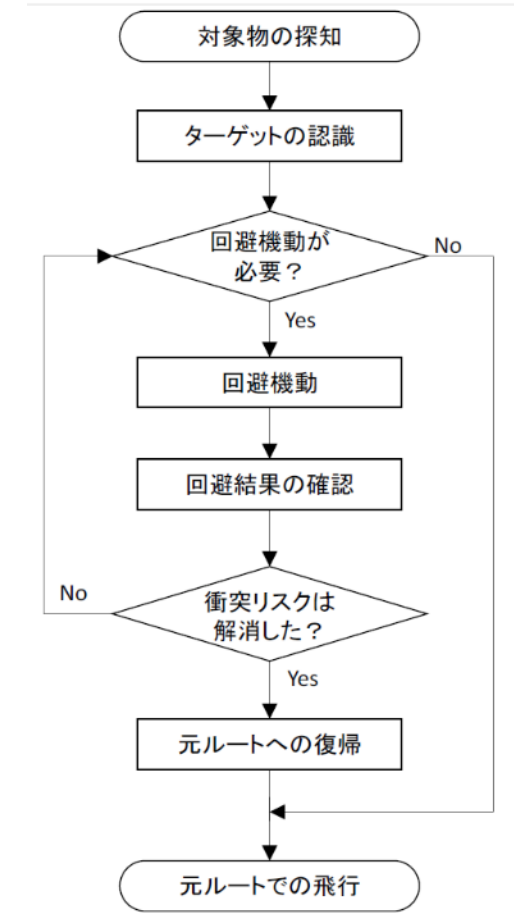 対象物の探知
ターゲットの認識
回避機動が
必要？
No
Yes
回避機動
回避結果の確認
衝突リスクは
解消した？
No
Yes
元ルートへの復帰
元ルートでの飛行